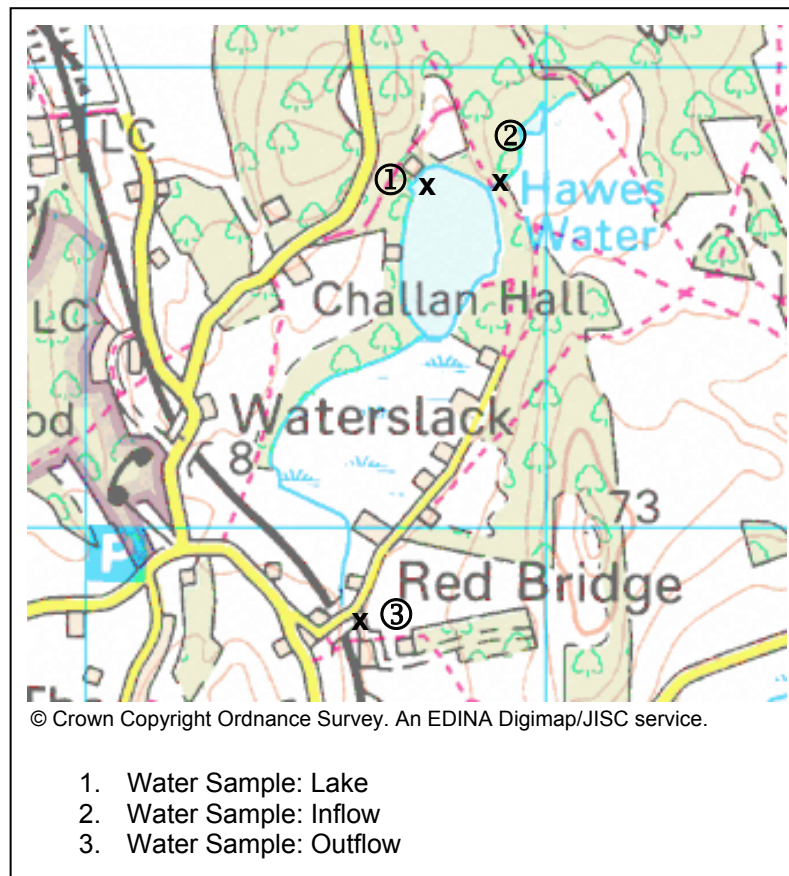 LC
①
②
Hawes
Water
LC
Challan Hall
od
Waterslack
8
73
P
Red Bridge
③
© Crown Copyright Ordnance Survey. An EDINA Digimap/JISC service.
1. Water Sample: Lake
2. Water Sample: Inflow
3. Water Sample: Outflow